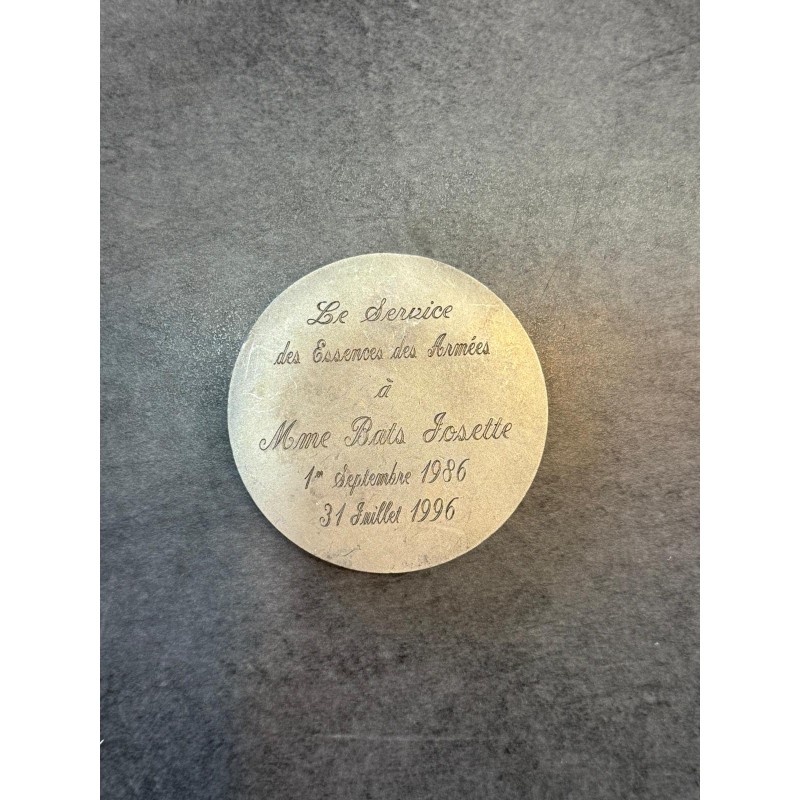 Le Service
des Essences des Armées
à
Mme Bats Josette
1er Septembre 1986
31 Juillet 1996